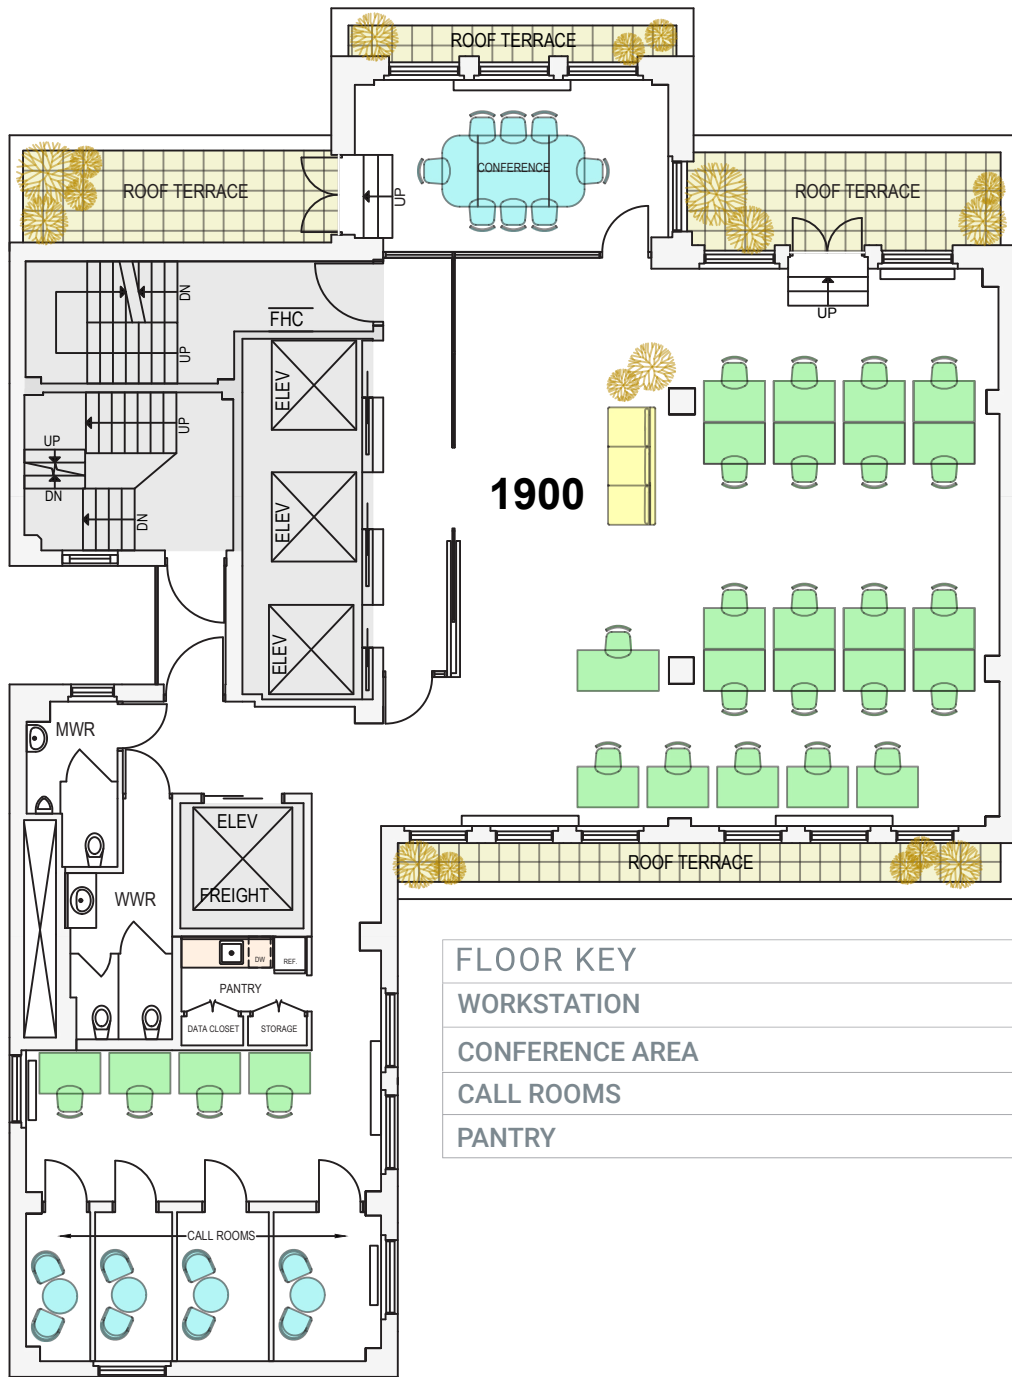 ROOF TERRACE
CONFERENCE
ROOF TERRACE
UP
ROOF TERRACE
UP
DN
FHC
UP
ELEV
UP
UP
DN
DN
ELEV
1900
ELEV
MWR
ELEV
FREIGHT
WWR
ROOF TERRACE
DW
REF.
PANTRY
DATA CLOSET
STORAGE
FLOOR KEY
WORKSTATION
CONFERENCE AREA
CALL ROOMS
PANTRY
CALL ROOMS